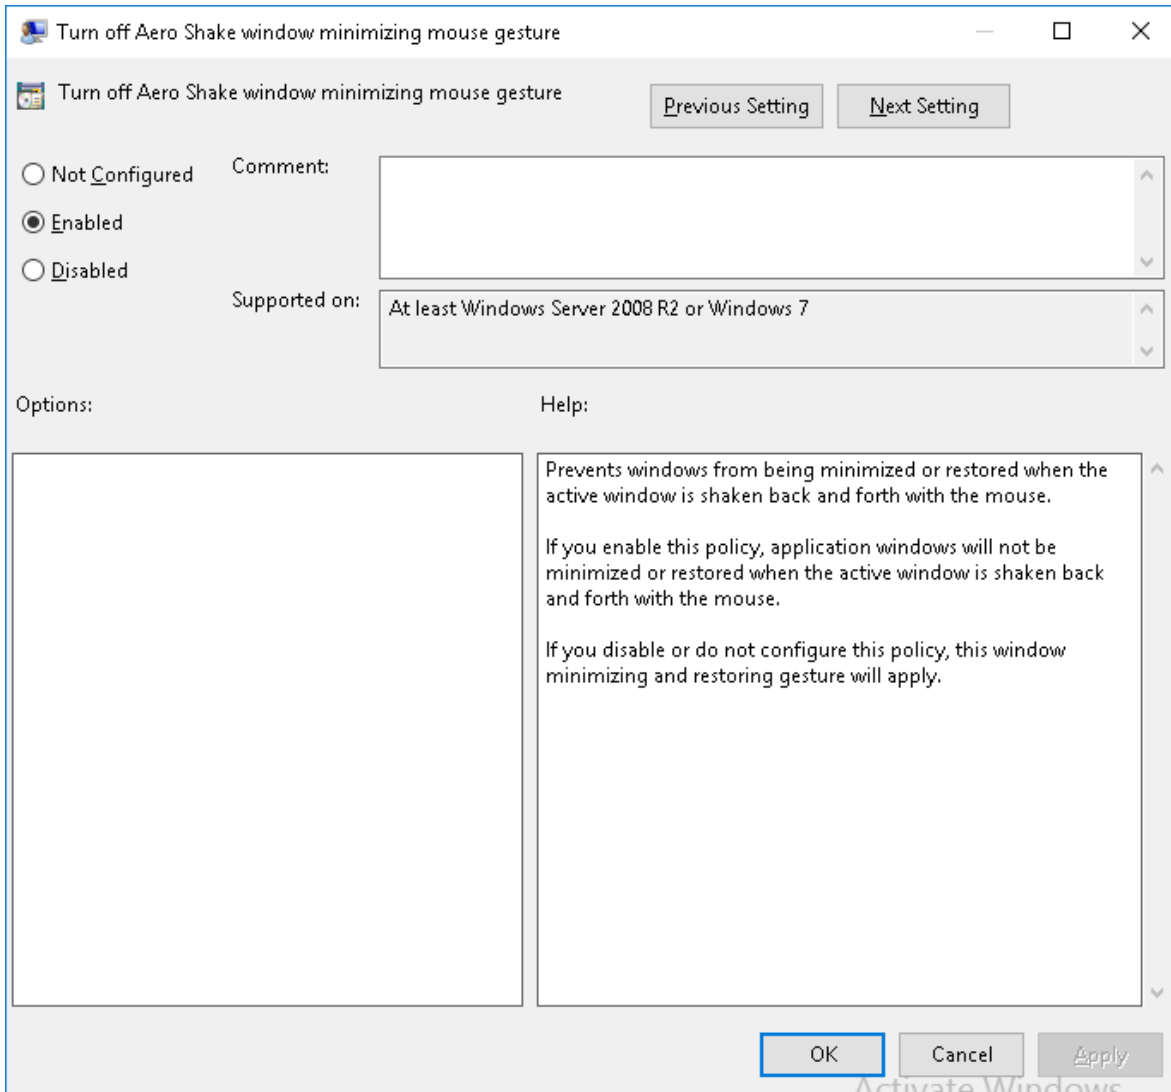 Turn off Aero Shake window minimizing mouse gesture
Turn off Aero Shake window minimizing mouse gesture
Previous Setting
Next Setting
Not Configured
Comment:
Enabled
Disabled
Supported on:
At least Windows Server 2008 R2 or Windows 7
Options:
Help:
Prevents windows from being minimized or restored when the
active window is shaken back and forth with the mouse.
If you enable this policy, application windows will not be
minimized or restored when the active window is shaken back
and forth with the mouse.
If you disable or do not configure this policy, this window
minimizing and restoring gesture will apply.
OK
Cancel
Apply
Activate Windows